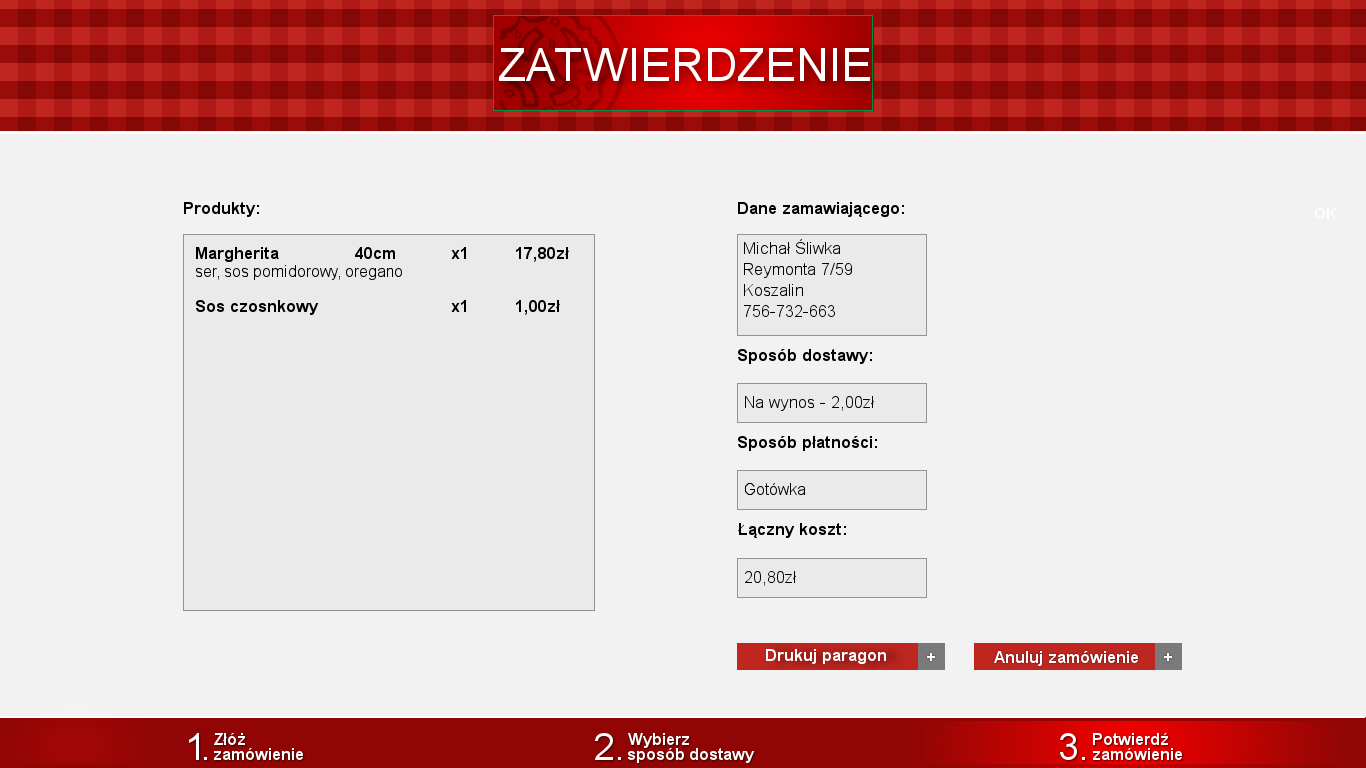 ZATWIERDZENIE
Produkty:
Margherita 40cm x1 17,80zł
ser, sos pomidorowy, oregano
Sos czosnkowy x1 1,00zł
Dane zamawiającego:
Michał Śliwka
Reymonta 7/59
Koszalin
756-732-663
Sposób dostawy:
Na wynos - 2,00zł
Sposób płatności:
Gotówka
Łączny koszt:
20,80zł
OK
Drukuj paragon +
Anuluj zamówienie +
1. Złóż
zamówienie
2. Wybierz
sposób dostawy
3. Potwierdź
zamówienie